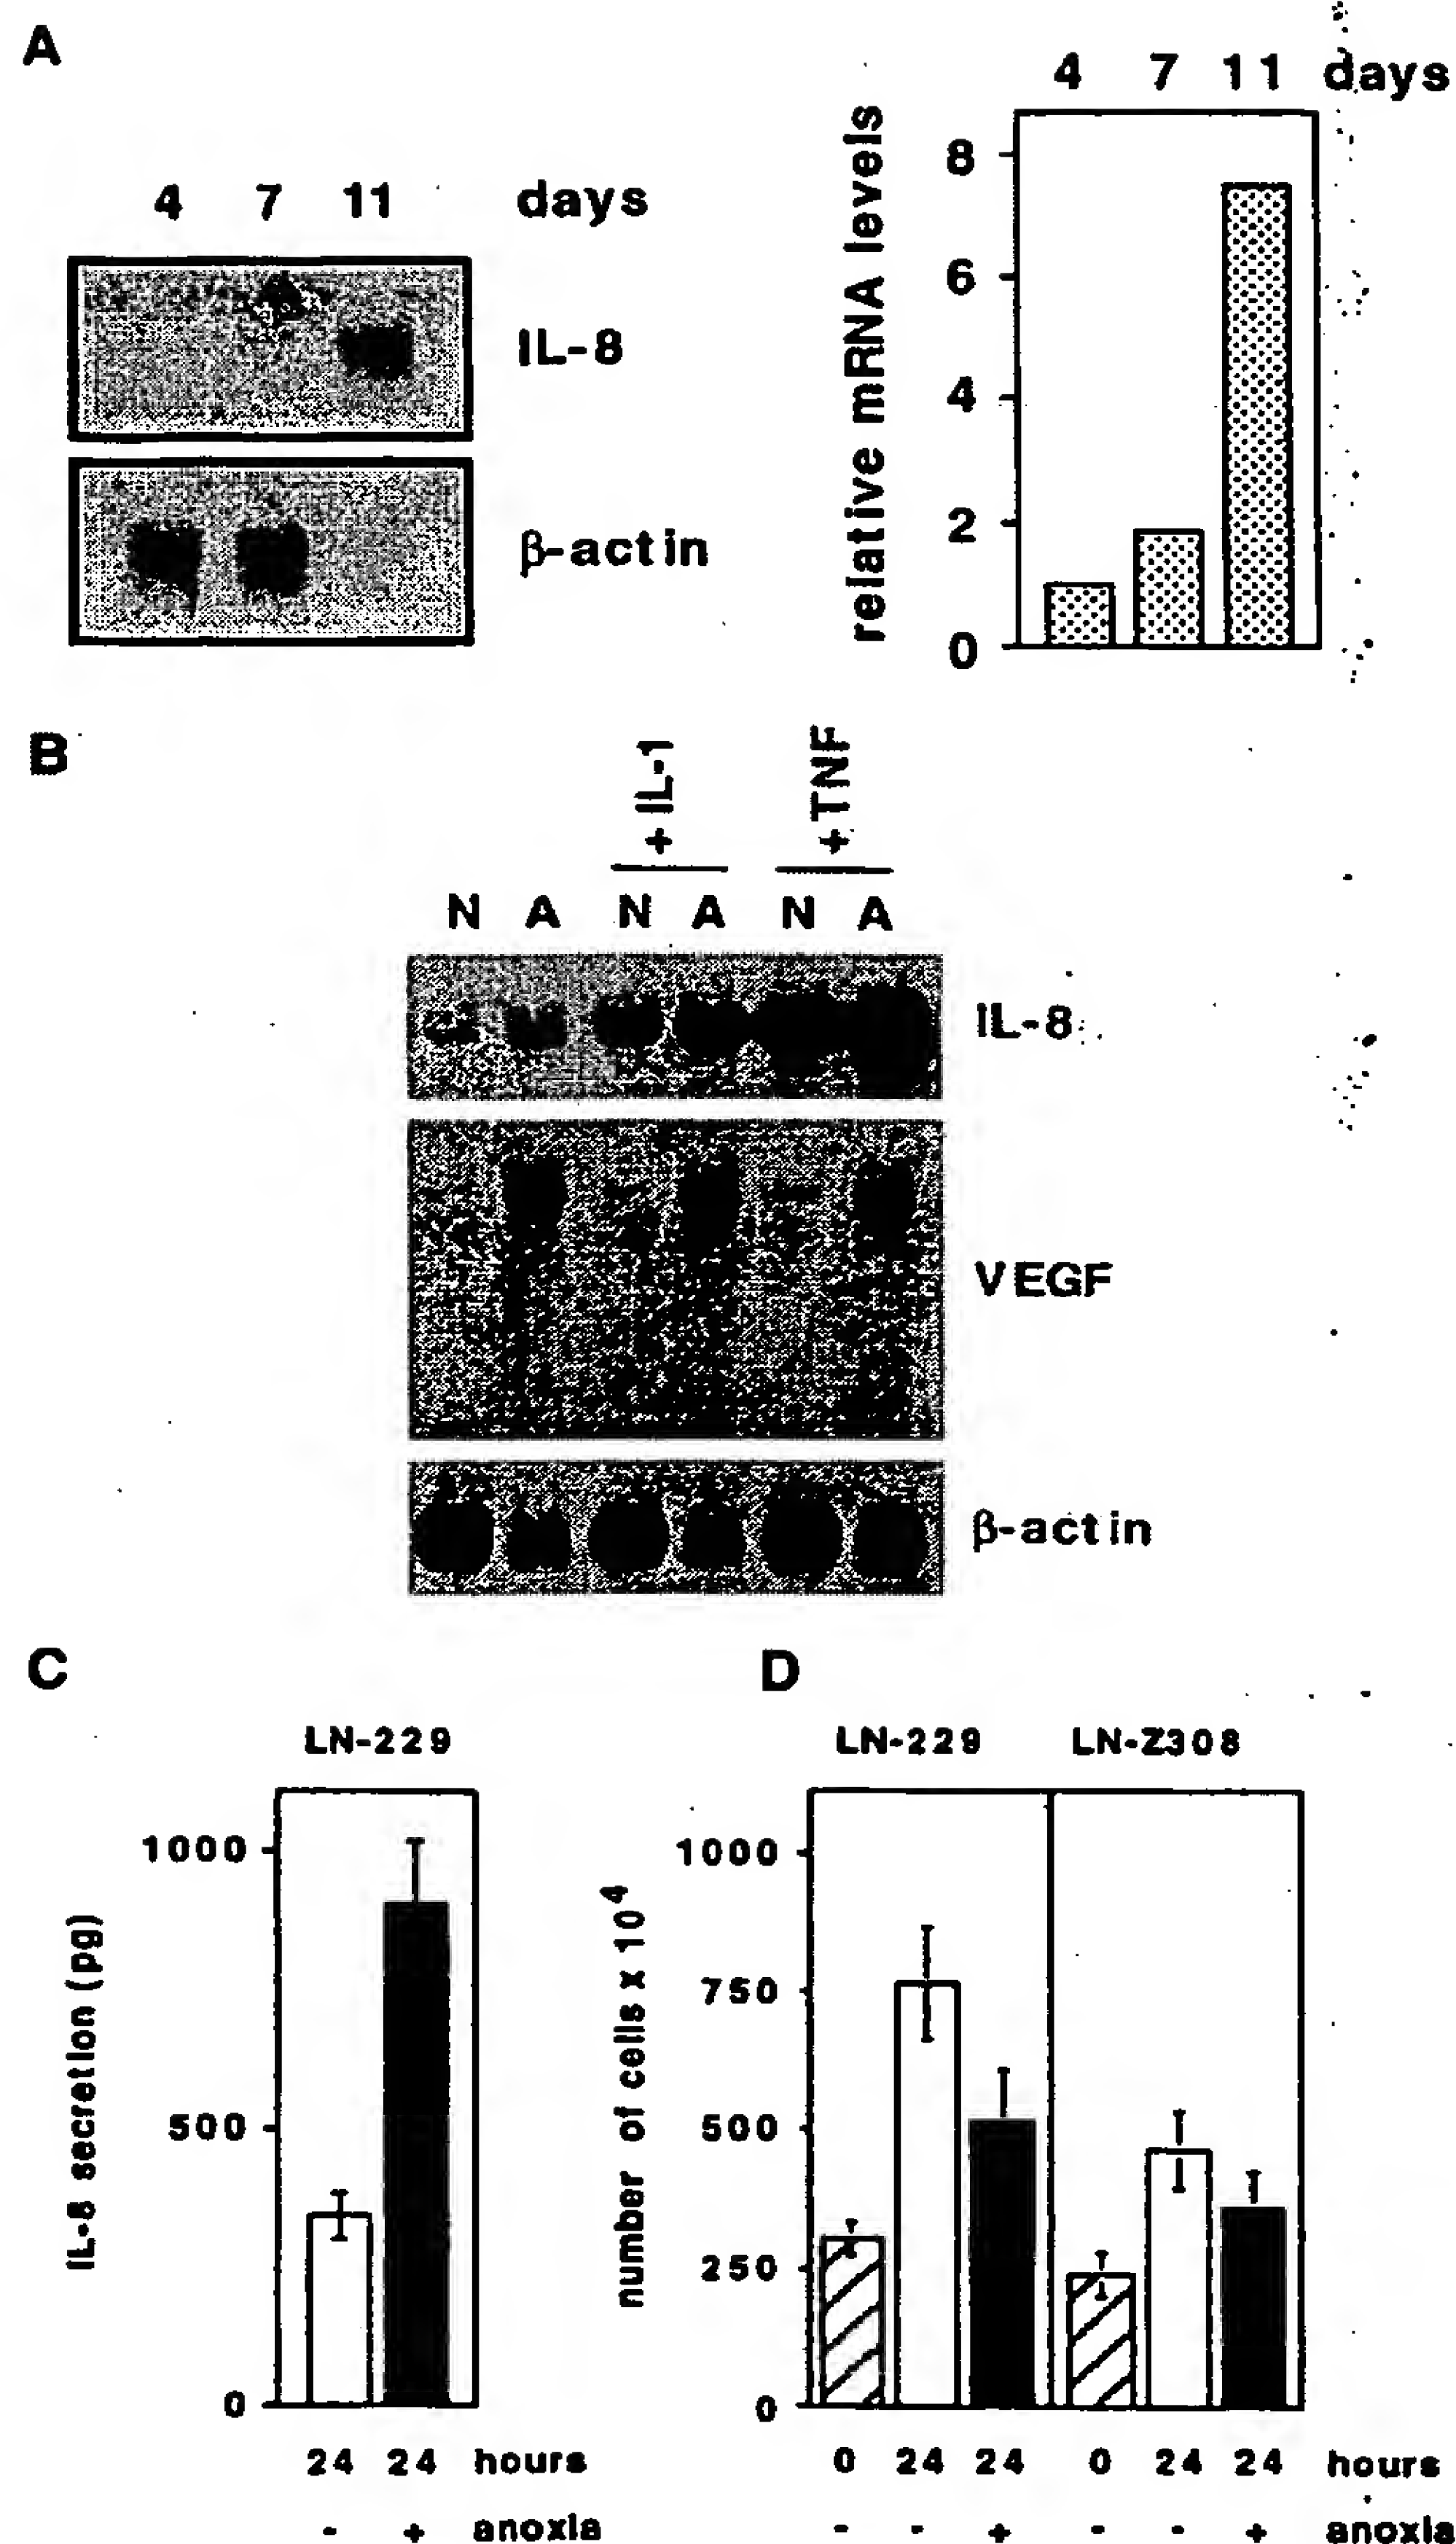 A
4 7 11 days
IL-8
β-actin
4 7 11 days
relative mRNA levels
8
6
4
2
0
B
+ IL-1
+ TNF
N A N A N A
IL-8
VEGF
β-actin
C
LN-229
IL-8 secretion (pg)
1000
500
0
24 24 hours
- + anoxia
D
LN-229 LN-Z308
number of cells x 10⁴
1000
750
500
250
0
0 24 24 0 24 24 hours
- - + - - + anoxia